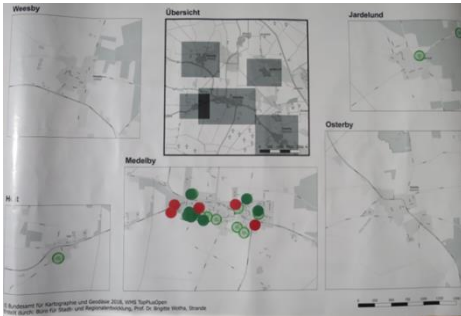 Weesby
Übersicht
Jardelund
Medelby
Osterby
Bundesamt für Kartographie und Geodäsie 2018, WMS TopPlusOpen
durch: Büro für Stadt- und Regionalentwicklung, Prof. Dr. Brigitte Wotha, Strande